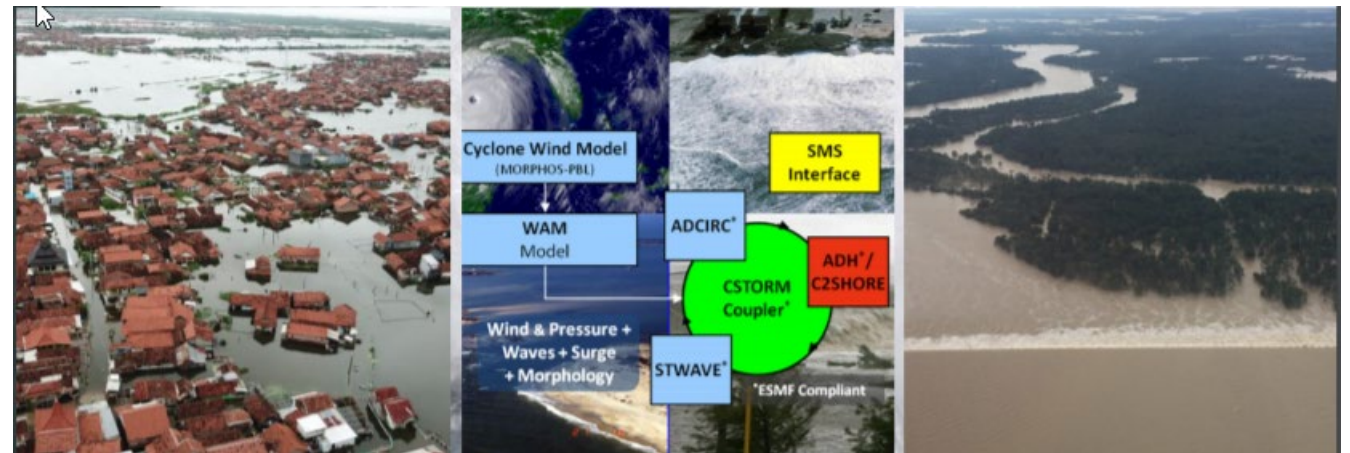 Cyclone Wind Model
(MORPHOS-PBL)
SMS
Interface
WAM
Model
ADCIRC+
ADH+/
C2SHORE
CSTORM
Coupler+
Wind & Pressure +
Waves + Surge
+ Morphology
STWAVE+
+ESMF Compliant